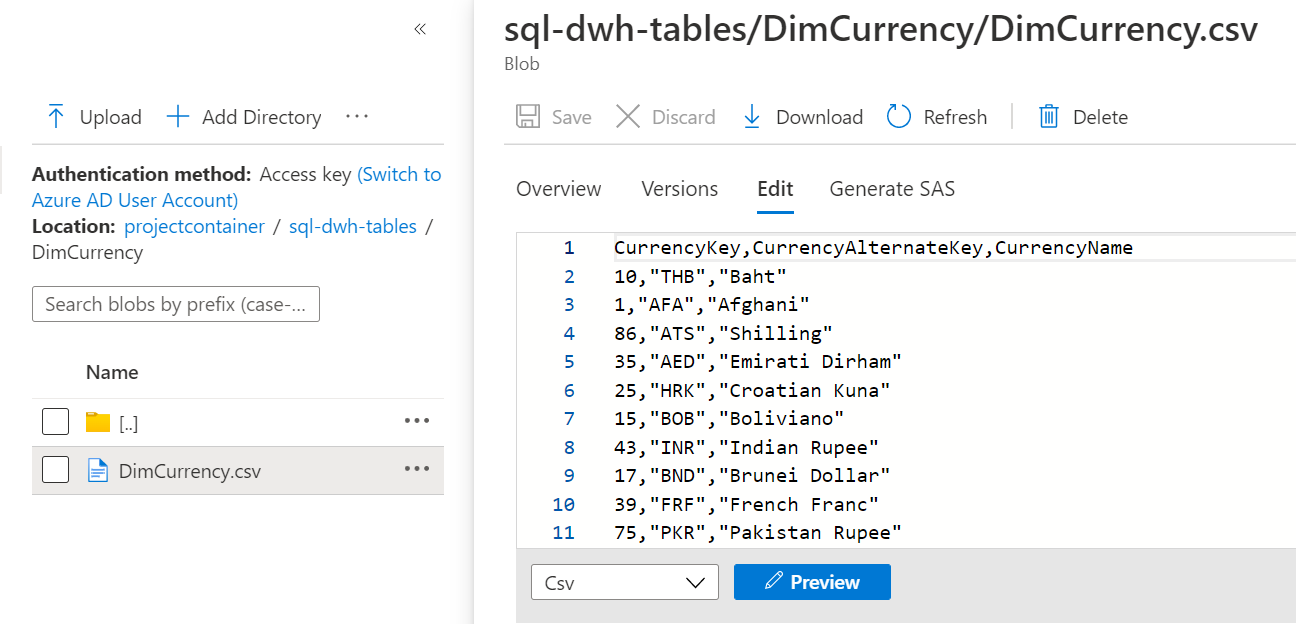 «
Upload
Add Directory
...
Authentication method: Access key (Switch to
Azure AD User Account)
Location: projectcontainer / sql-dwh-tables /
DimCurrency
Search blobs by prefix (case-...
Name
[..]
...
DimCurrency.csv
...
sql-dwh-tables/DimCurrency/DimCurrency.csv
Blob
Save
Discard
Download
Refresh
Delete
Overview
Versions
Edit
Generate SAS
1 CurrencyKey,CurrencyAlternateKey,CurrencyName
2 10,"THB","Baht"
3 1,"AFA","Afghani"
4 86,"ATS","Shilling"
5 35,"AED","Emirati Dirham"
6 25,"HRK","Croatian Kuna"
7 15,"BOB","Boliviano"
8 43,"INR","Indian Rupee"
9 17,"BND","Brunei Dollar"
10 39,"FRF","French Franc"
11 75,"PKR","Pakistan Rupee"
Csv
Preview